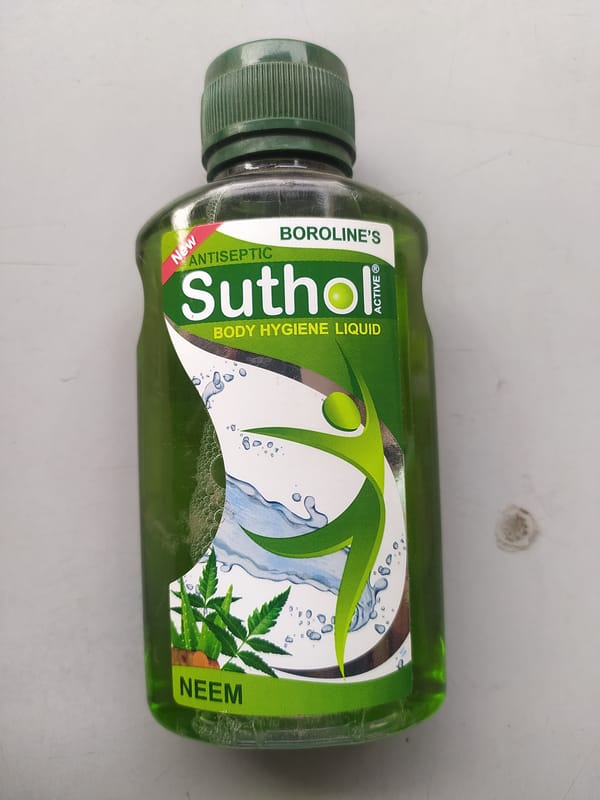 BOROLINE'S
New
ANTISEPTIC
Suthol
ACTIVE®
BODY HYGIENE LIQUID
NEEM